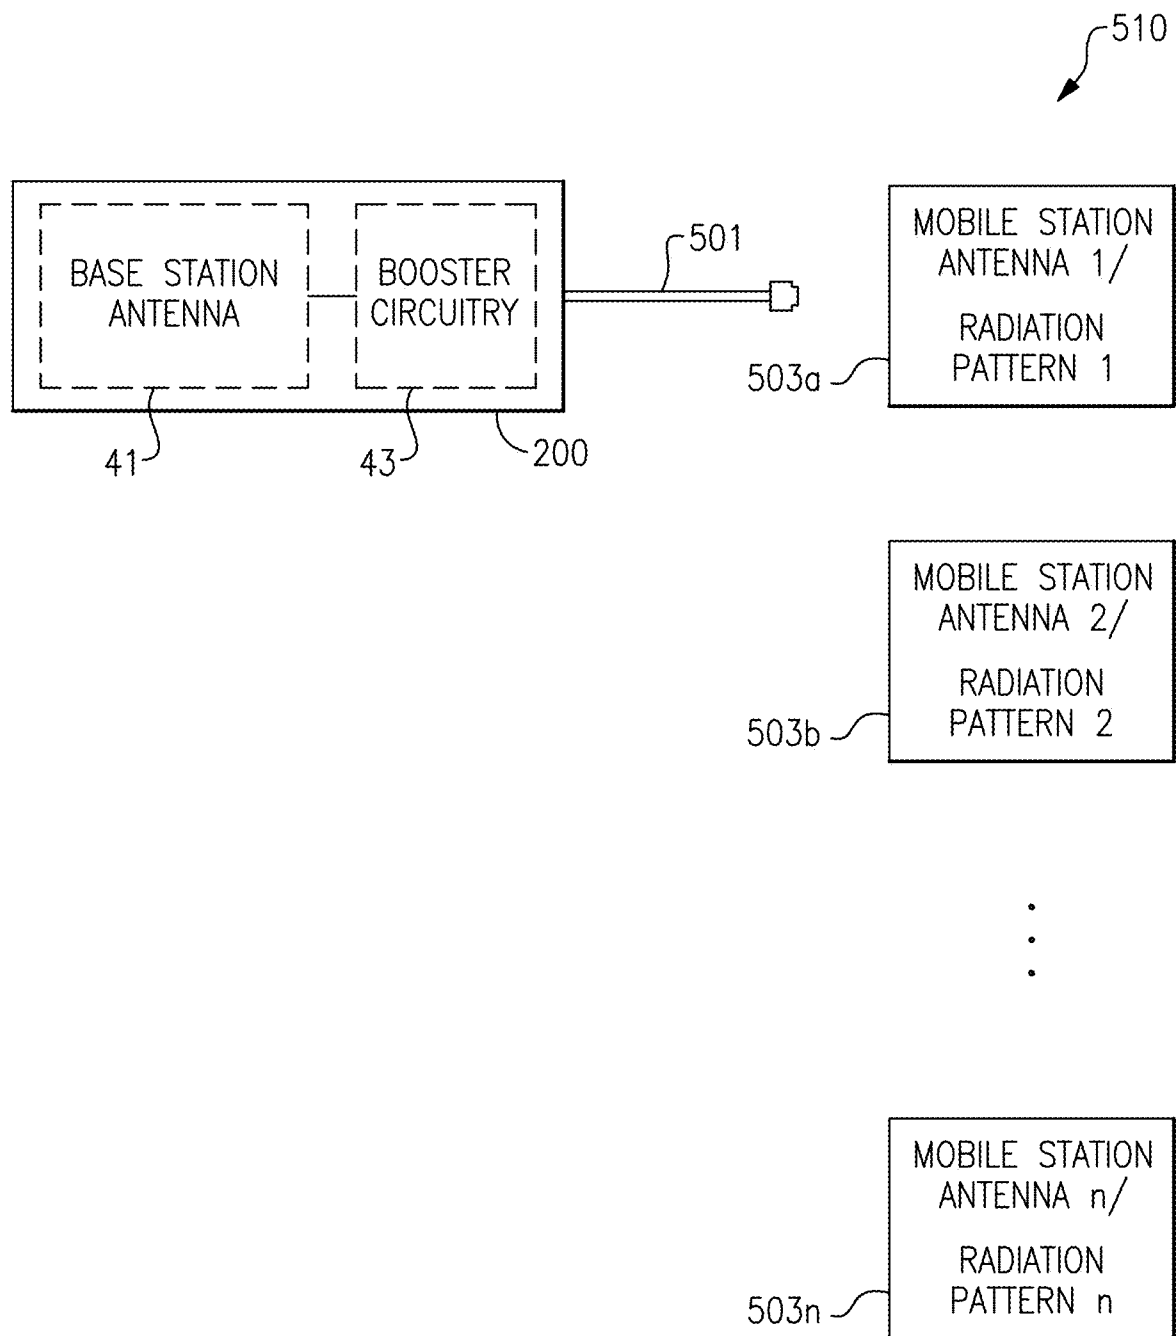 510
501
BASE STATION
ANTENNA
BOOSTER
CIRCUITRY
41
43
200
MOBILE STATION
ANTENNA 1/
RADIATION
PATTERN 1
503a
MOBILE STATION
ANTENNA 2/
RADIATION
PATTERN 2
503b
MOBILE STATION
ANTENNA n/
RADIATION
PATTERN n
503n